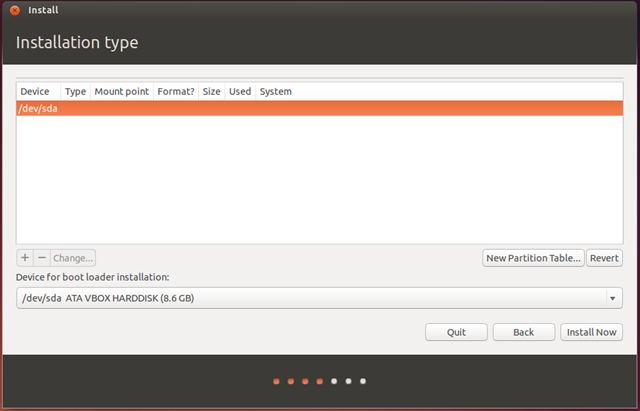 Install
Installation type
Device Type Mount point Format? Size Used System
/dev/sda
+ − Change... New Partition Table... Revert
Device for boot loader installation:
/dev/sda ATA VBOX HARDDISK (8.6 GB)
Quit Back Install Now